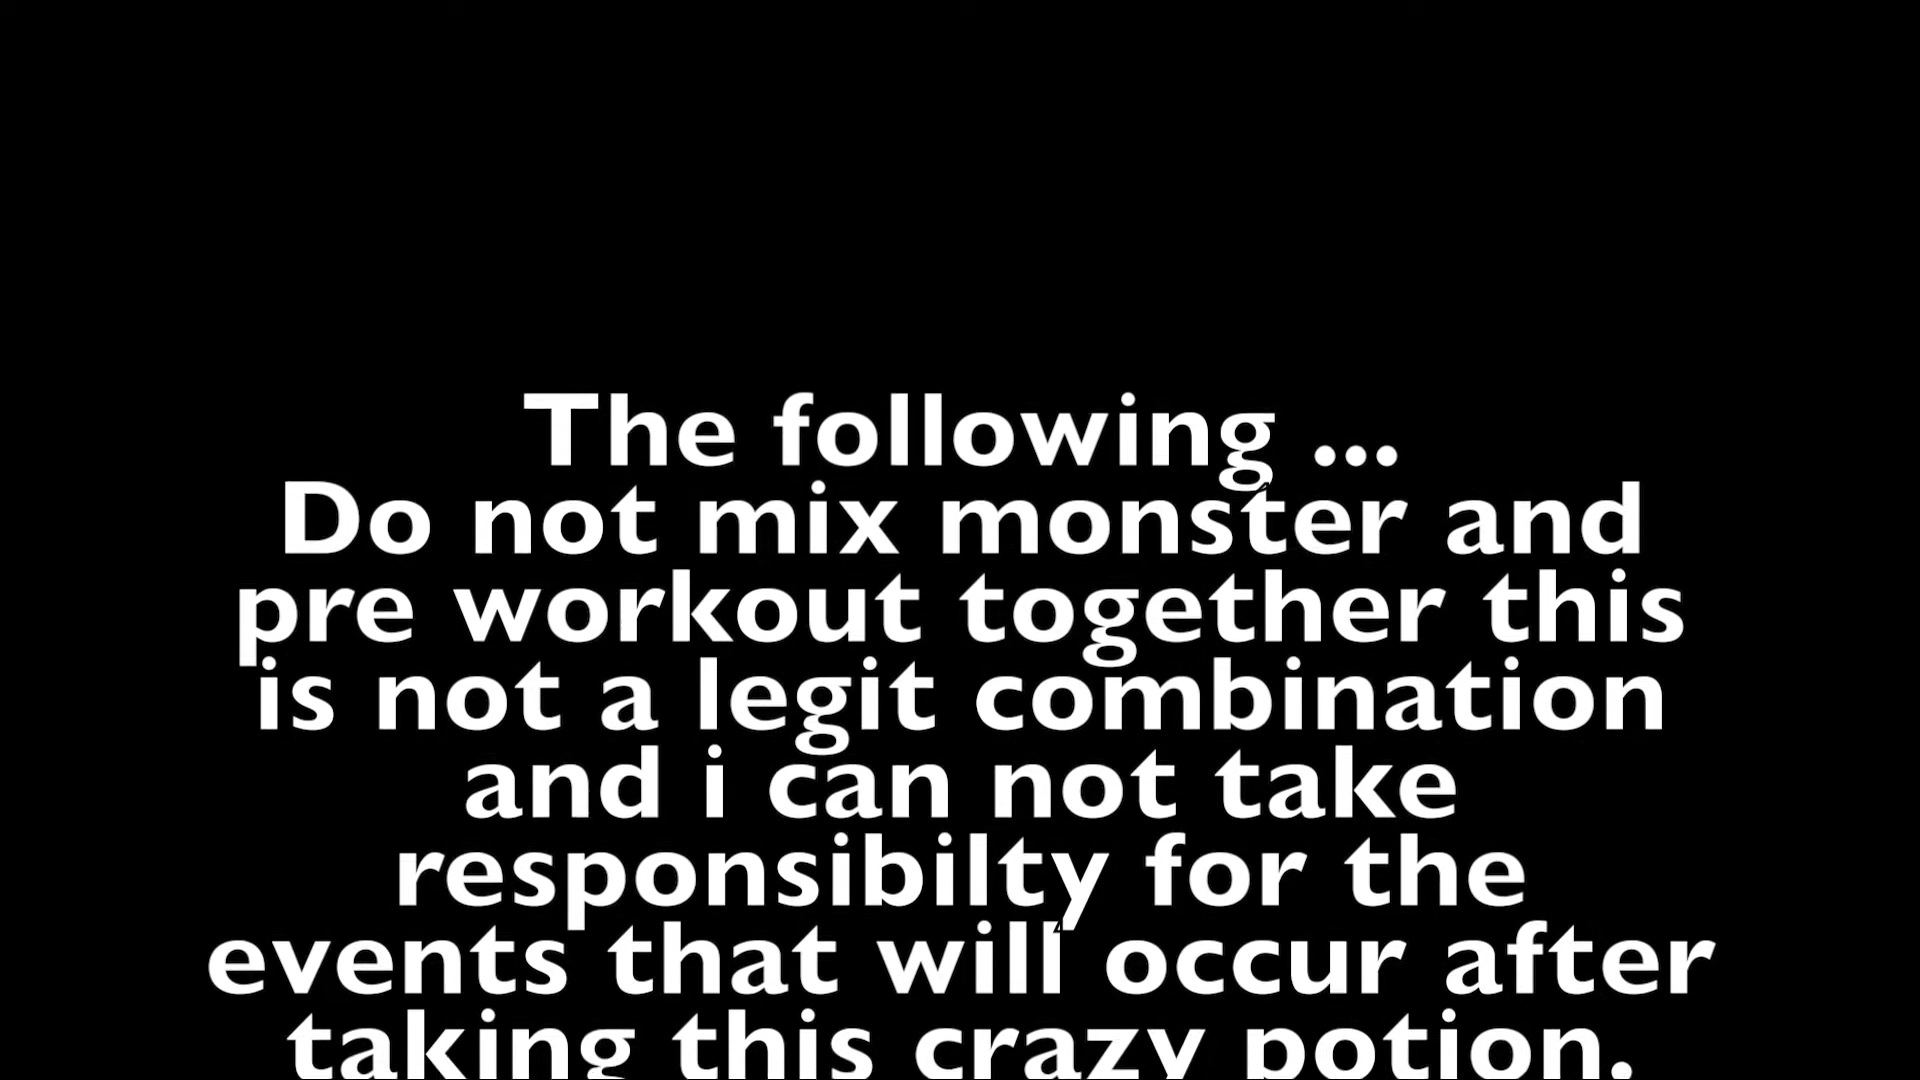 The following ...
Do not mix monster and
pre workout together this
is not a legit combination
and i can not take
responsibilty for the
events that will occur after
taking this crazy potion.